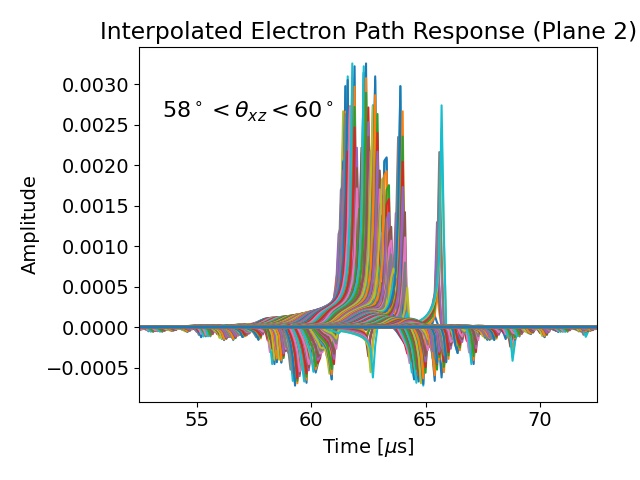 Interpolated Electron Path Response (Plane 2)
58° < θxz < 60°
Amplitude
0.0030
0.0025
0.0020
0.0015
0.0010
0.0005
0.0000
−0.0005
55 60 65 70
Time [μs]